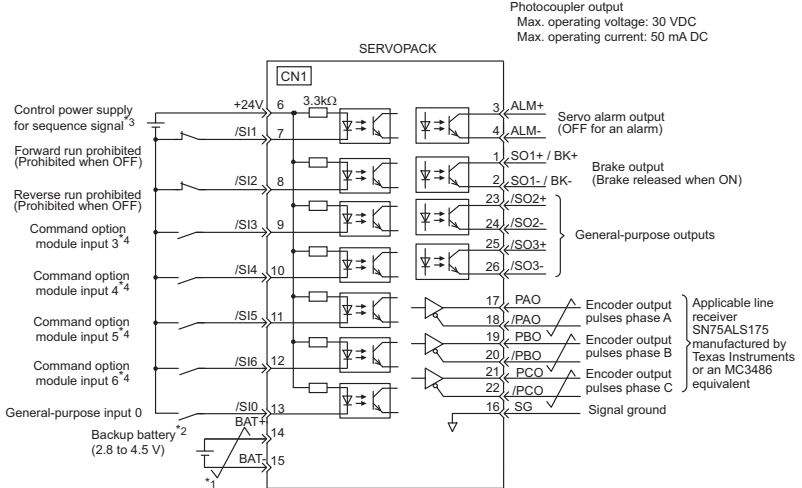 Photocoupler output
Max. operating voltage: 30 VDC
Max. operating current: 50 mA DC
SERVOPACK
CN1
Control power supply
for sequence signal*3
+24V 6 3.3kΩ
/SI1 7
Forward run prohibited
(Prohibited when OFF)
/SI2 8
Reverse run prohibited
(Prohibited when OFF)
/SI3 9
Command option
module input 3*4
/SI4 10
Command option
module input 4*4
/SI5 11
Command option
module input 5*4
/SI6 12
Command option
module input 6*4
General-purpose input 0
/SI0 13
BAT+ 14
Backup battery*2
(2.8 to 4.5 V)
BAT- 15
*1
3 ALM+
4 ALM-
Servo alarm output
(OFF for an alarm)
1 SO1+ / BK+
2 SO1- / BK-
Brake output
(Brake released when ON)
23 /SO2+
24 /SO2-
25 /SO3+
26 /SO3-
General-purpose outputs
17 PAO
18 /PAO
Encoder output
pulses phase A
19 PBO
20 /PBO
Encoder output
pulses phase B
21 PCO
22 /PCO
Encoder output
pulses phase C
Applicable line
receiver
SN75ALS175
manufactured by
Texas Instruments
or an MC3486
equivalent
16 SG
Signal ground